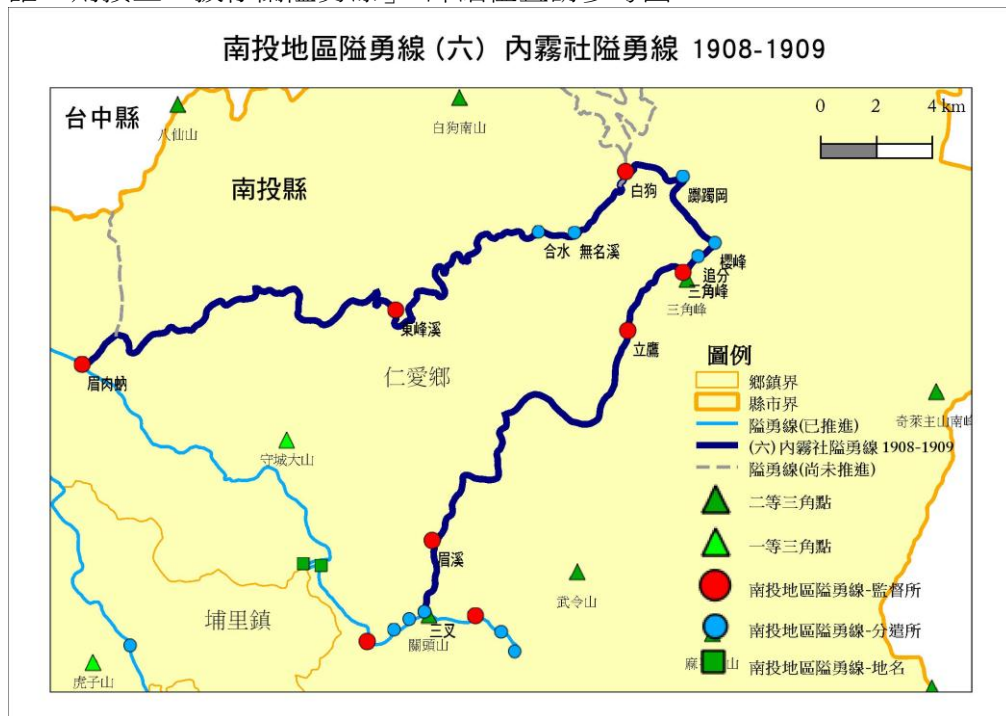 南投地區隘勇線 (六) 內霧社隘勇線 1908-1909
台中縣
八仙山
白狗南山
0 2 4 km
南投縣
白狗
躑躅岡
合水
無名溪
櫻峰
追分
三角峰
三角峰
東峰溪
立鷹
眉肉蚋
仁愛鄉
守城大山
奇萊主山南峰
圖例
鄉鎮界
縣市界
隘勇線(已推進)
(六)內霧社隘勇線 1908-1909
隘勇線(尚未推進)
二等三角點
一等三角點
南投地區隘勇線-監督所
南投地區隘勇線-分遣所
南投地區隘勇線-地名
眉溪
武令山
埔里鎮
三叉
關頭山
虎子山